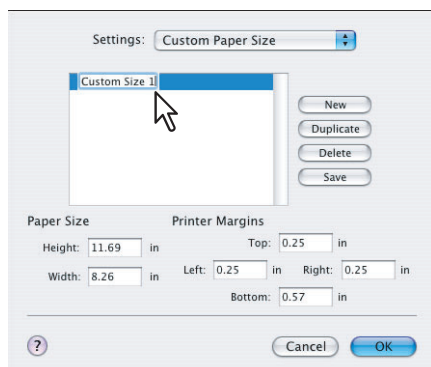 Settings: Custom Paper Size
Custom Size 1
New
Duplicate
Delete
Save
Paper Size
Height: 11.69 in
Width: 8.26 in
Printer Margins
Top: 0.25 in
Left: 0.25 in Right: 0.25 in
Bottom: 0.57 in
? Cancel OK